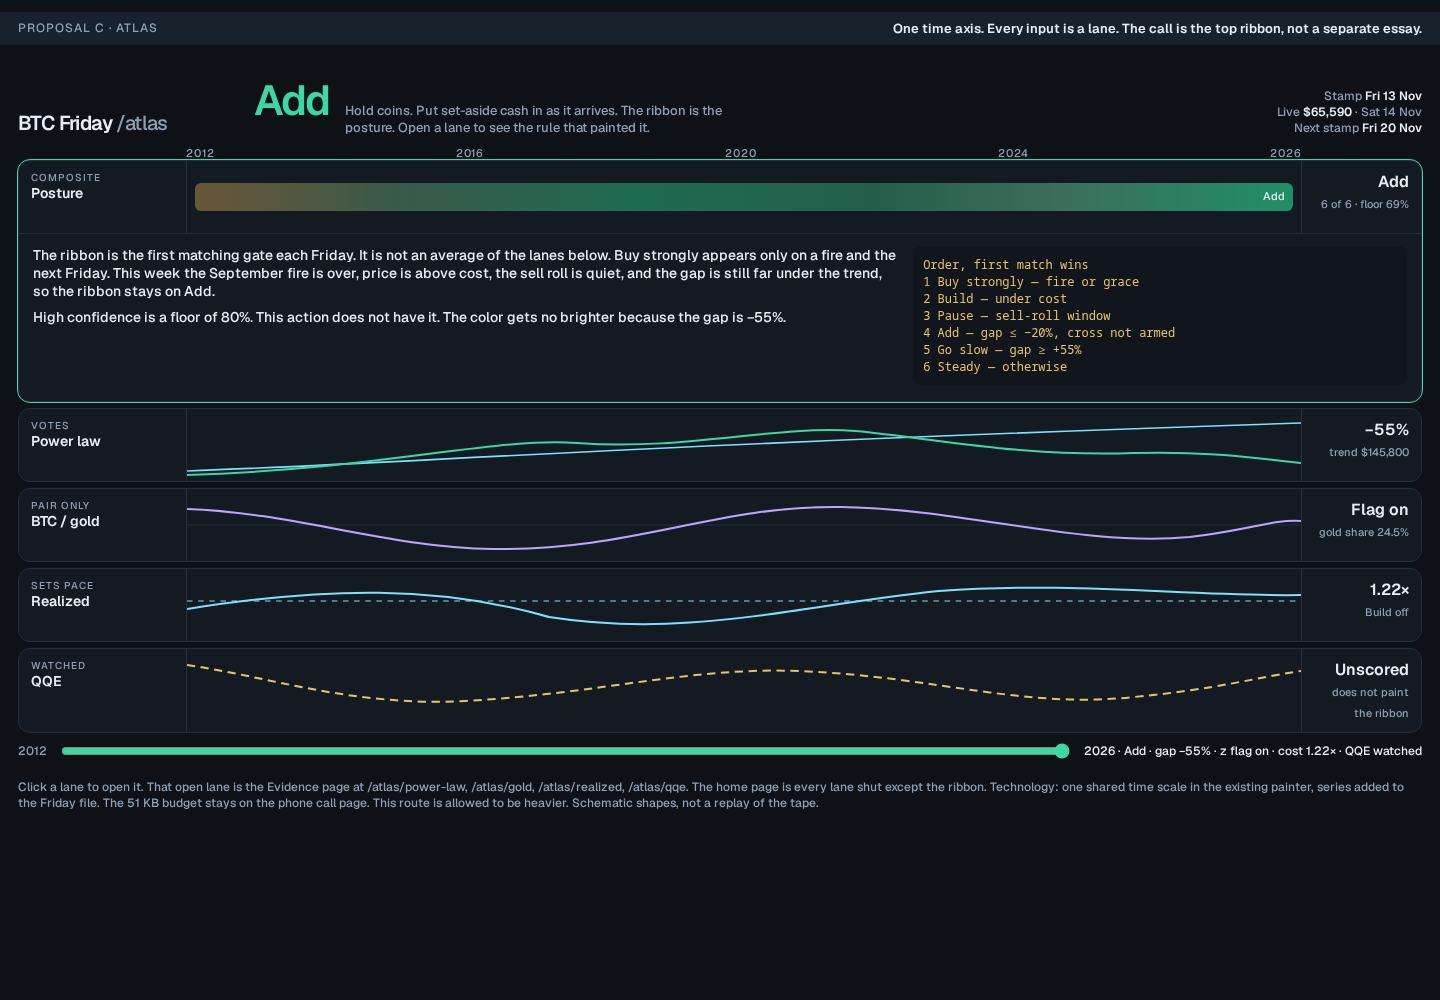 PROPOSAL C · ATLAS
One time axis. Every input is a lane. The call is the top ribbon, not a separate essay.
BTC Friday /atlas
Add
Hold coins. Put set-aside cash in as it arrives. The ribbon is the
posture. Open a lane to see the rule that painted it.
Stamp Fri 13 Nov
Live $65,590 · Sat 14 Nov
Next stamp Fri 20 Nov
2012 2016 2020 2024 2026
COMPOSITE
Posture
Add
Add
6 of 6 · floor 69%
The ribbon is the first matching gate each Friday. It is not an average of the lanes below. Buy strongly appears only on a fire and the
next Friday. This week the September fire is over, price is above cost, the sell roll is quiet, and the gap is still far under the trend,
so the ribbon stays on Add.
High confidence is a floor of 80%. This action does not have it. The color gets no brighter because the gap is −55%.
Order, first match wins
1 Buy strongly — fire or grace
2 Build — under cost
3 Pause — sell-roll window
4 Add — gap ≤ −20%, cross not armed
5 Go slow — gap ≥ +55%
6 Steady — otherwise
VOTES
Power law
−55%
trend $145,800
PAIR ONLY
BTC / gold
Flag on
gold share 24.5%
SETS PACE
Realized
1.22×
Build off
WATCHED
QQE
Unscored
does not paint
the ribbon
2012
2026 · Add · gap −55% · z flag on · cost 1.22× · QQE watched
Click a lane to open it. That open lane is the Evidence page at /atlas/power-law, /atlas/gold, /atlas/realized, /atlas/qqe. The home page is every lane shut except the ribbon. Technology: one shared time scale in the existing painter, series added to
the Friday file. The 51 KB budget stays on the phone call page. This route is allowed to be heavier. Schematic shapes, not a replay of the tape.